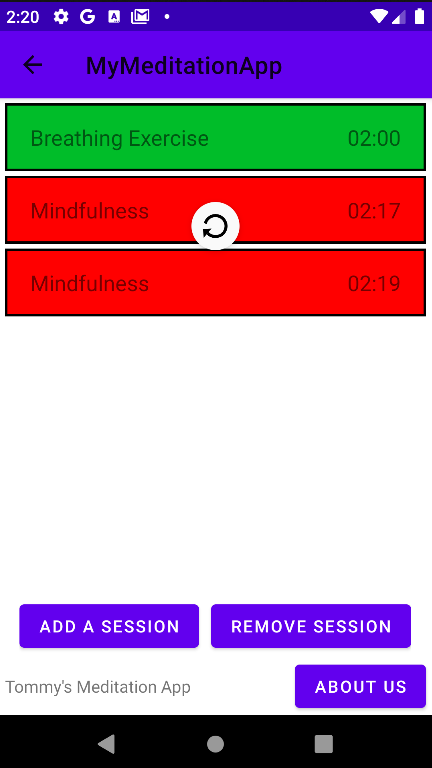 2:20
MyMeditationApp
Breathing Exercise 02:00
Mindfulness 02:17
Mindfulness 02:19
ADD A SESSION REMOVE SESSION
Tommy's Meditation App ABOUT US